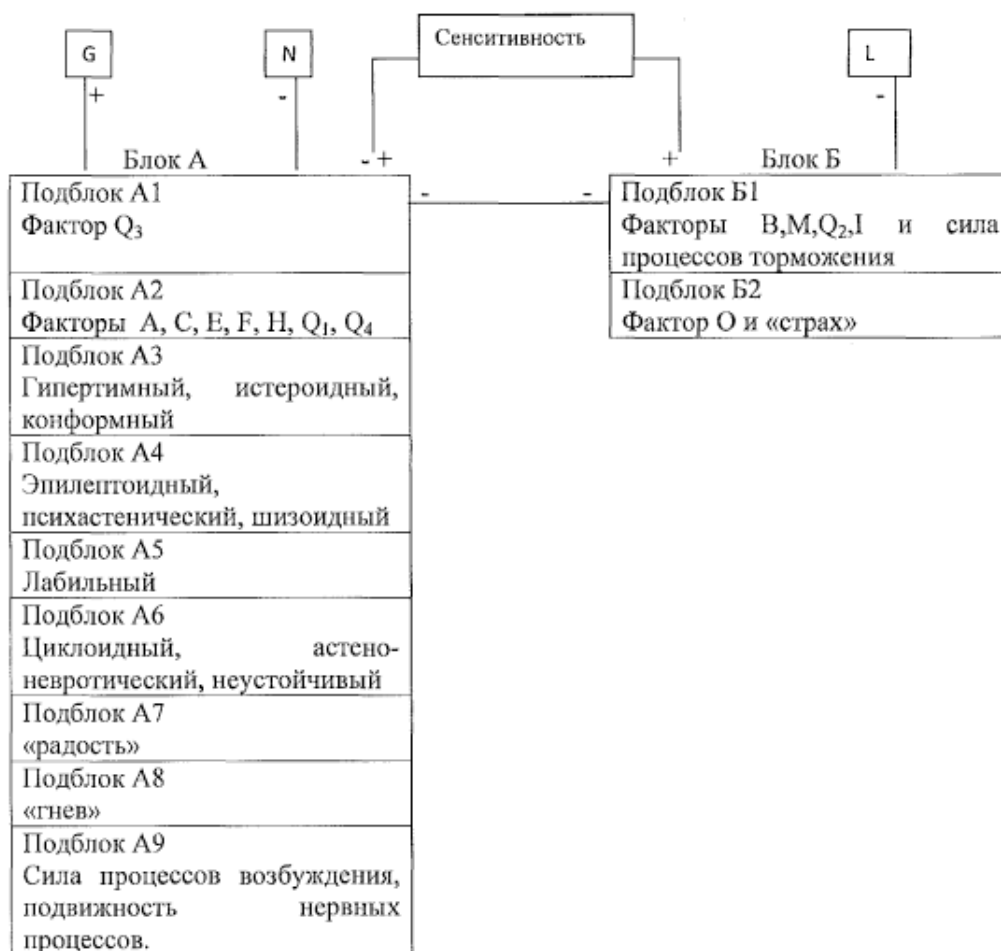 Сенситивность
G
N
L
+
-
-
Блок А
- +
+
Блок Б
Подблок А1
Фактор Q₃
-
-
Подблок Б1
Факторы B,M,Q₂,I и сила
процессов торможения
Подблок А2
Факторы А, С, Е, F, H, Q₁, Q₄
Подблок Б2
Фактор О и «страх»
Подблок А3
Гипертимный, истероидный,
конформный
Подблок А4
Эпилептоидный,
психастенический, шизоидный
Подблок А5
Лабильный
Подблок А6
Циклоидный, астено-
невротический, неустойчивый
Подблок А7
«радость»
Подблок А8
«гнев»
Подблок А9
Сила процессов возбуждения,
подвижность нервных
процессов.